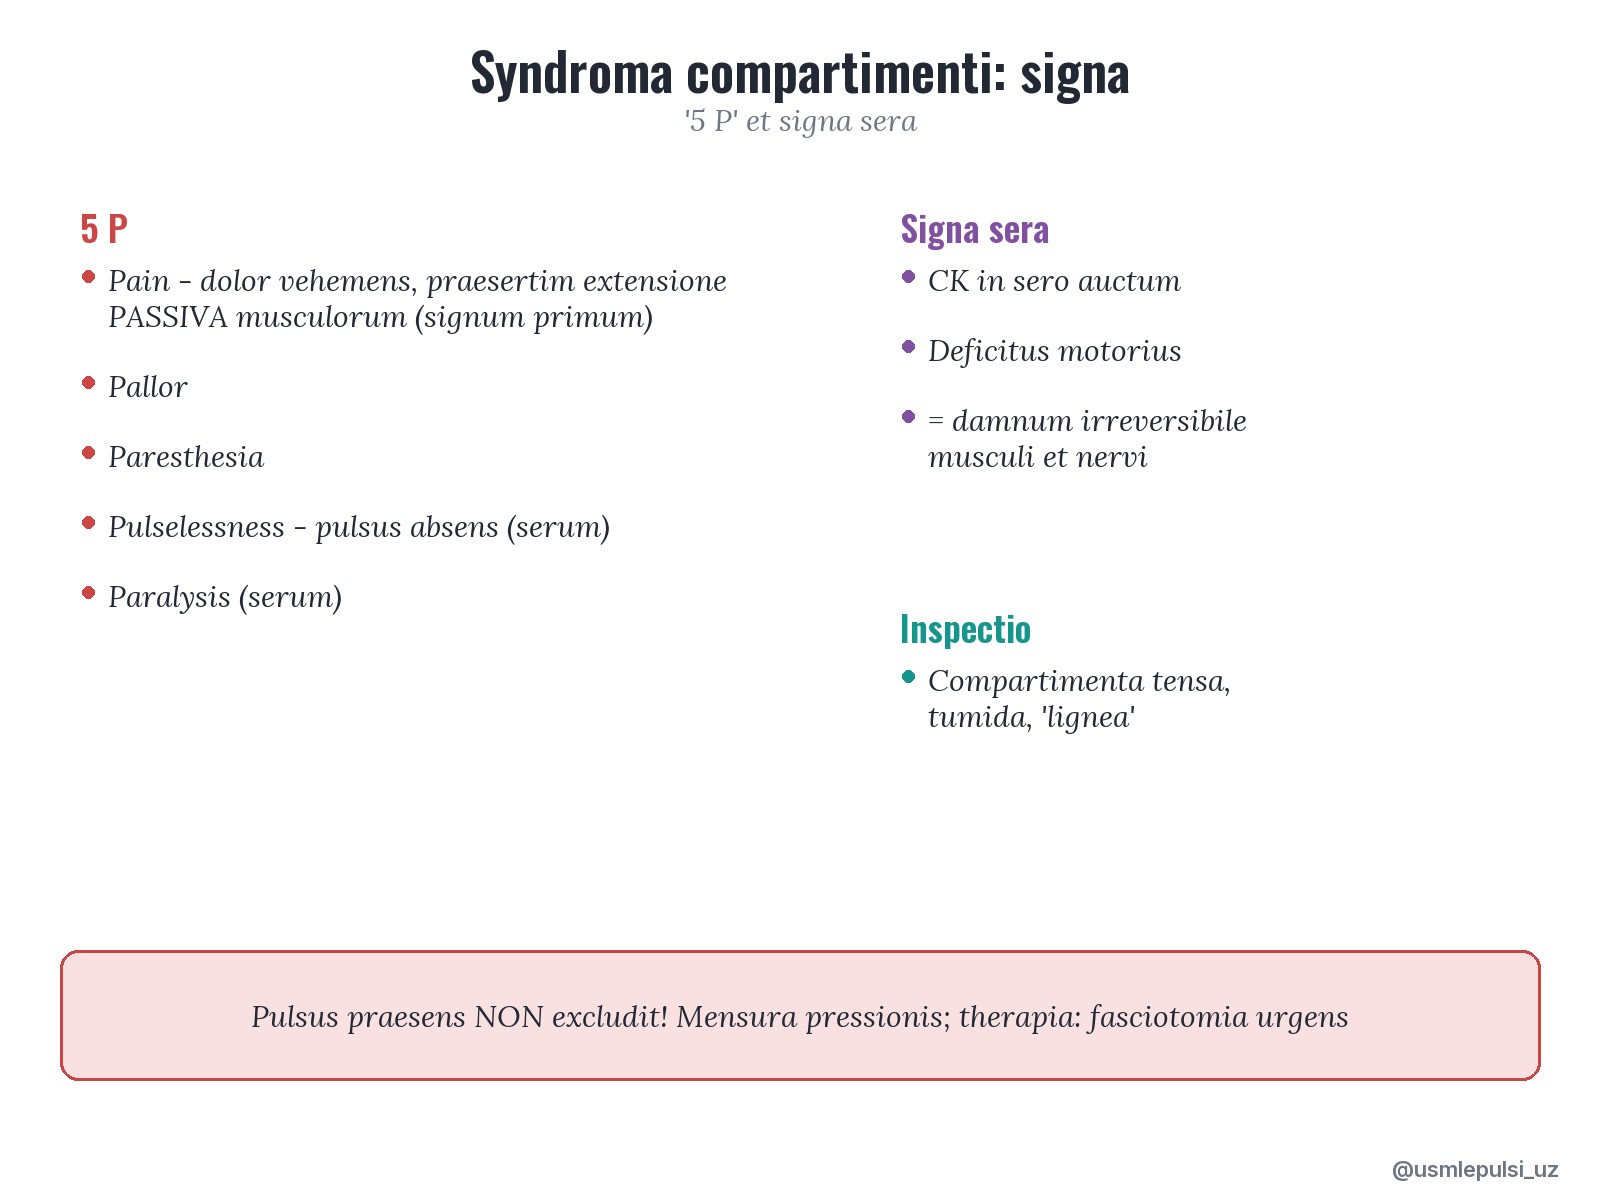 Syndroma compartimenti: signa
'5 P' et signa sera
5 P
Pain - dolor vehemens, praesertim extensione
PASSIVA musculorum (signum primum)
Pallor
Paresthesia
Pulselessness - pulsus absens (serum)
Paralysis (serum)
Signa sera
CK in sero auctum
Deficitus motorius
= damnum irreversibile
musculi et nervi
Inspectio
Compartimenta tensa,
tumida, 'lignea'
Pulsus praesens NON excludit! Mensura pressionis; therapia: fasciotomia urgens
@usmlepulsi_uz